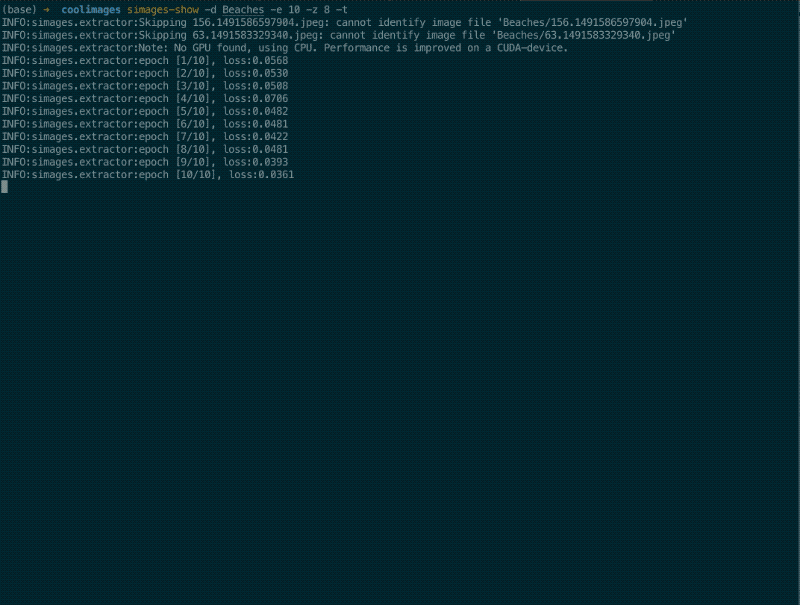 (base) → coolimages simages-show -d Beaches -e 10 -z 8 -t
INFO:simages.extractor:Skipping 156.1491586597904.jpeg: cannot identify image file 'Beaches/156.1491586597904.jpeg'
INFO:simages.extractor:Skipping 63.1491583329340.jpeg: cannot identify image file 'Beaches/63.1491583329340.jpeg'
INFO:simages.extractor:Note: No GPU found, using CPU. Performance is improved on a CUDA-device.
INFO:simages.extractor:epoch [1/10], loss:0.0568
INFO:simages.extractor:epoch [2/10], loss:0.0530
INFO:simages.extractor:epoch [3/10], loss:0.0508
INFO:simages.extractor:epoch [4/10], loss:0.0706
INFO:simages.extractor:epoch [5/10], loss:0.0482
INFO:simages.extractor:epoch [6/10], loss:0.0481
INFO:simages.extractor:epoch [7/10], loss:0.0422
INFO:simages.extractor:epoch [8/10], loss:0.0481
INFO:simages.extractor:epoch [9/10], loss:0.0393
INFO:simages.extractor:epoch [10/10], loss:0.0361